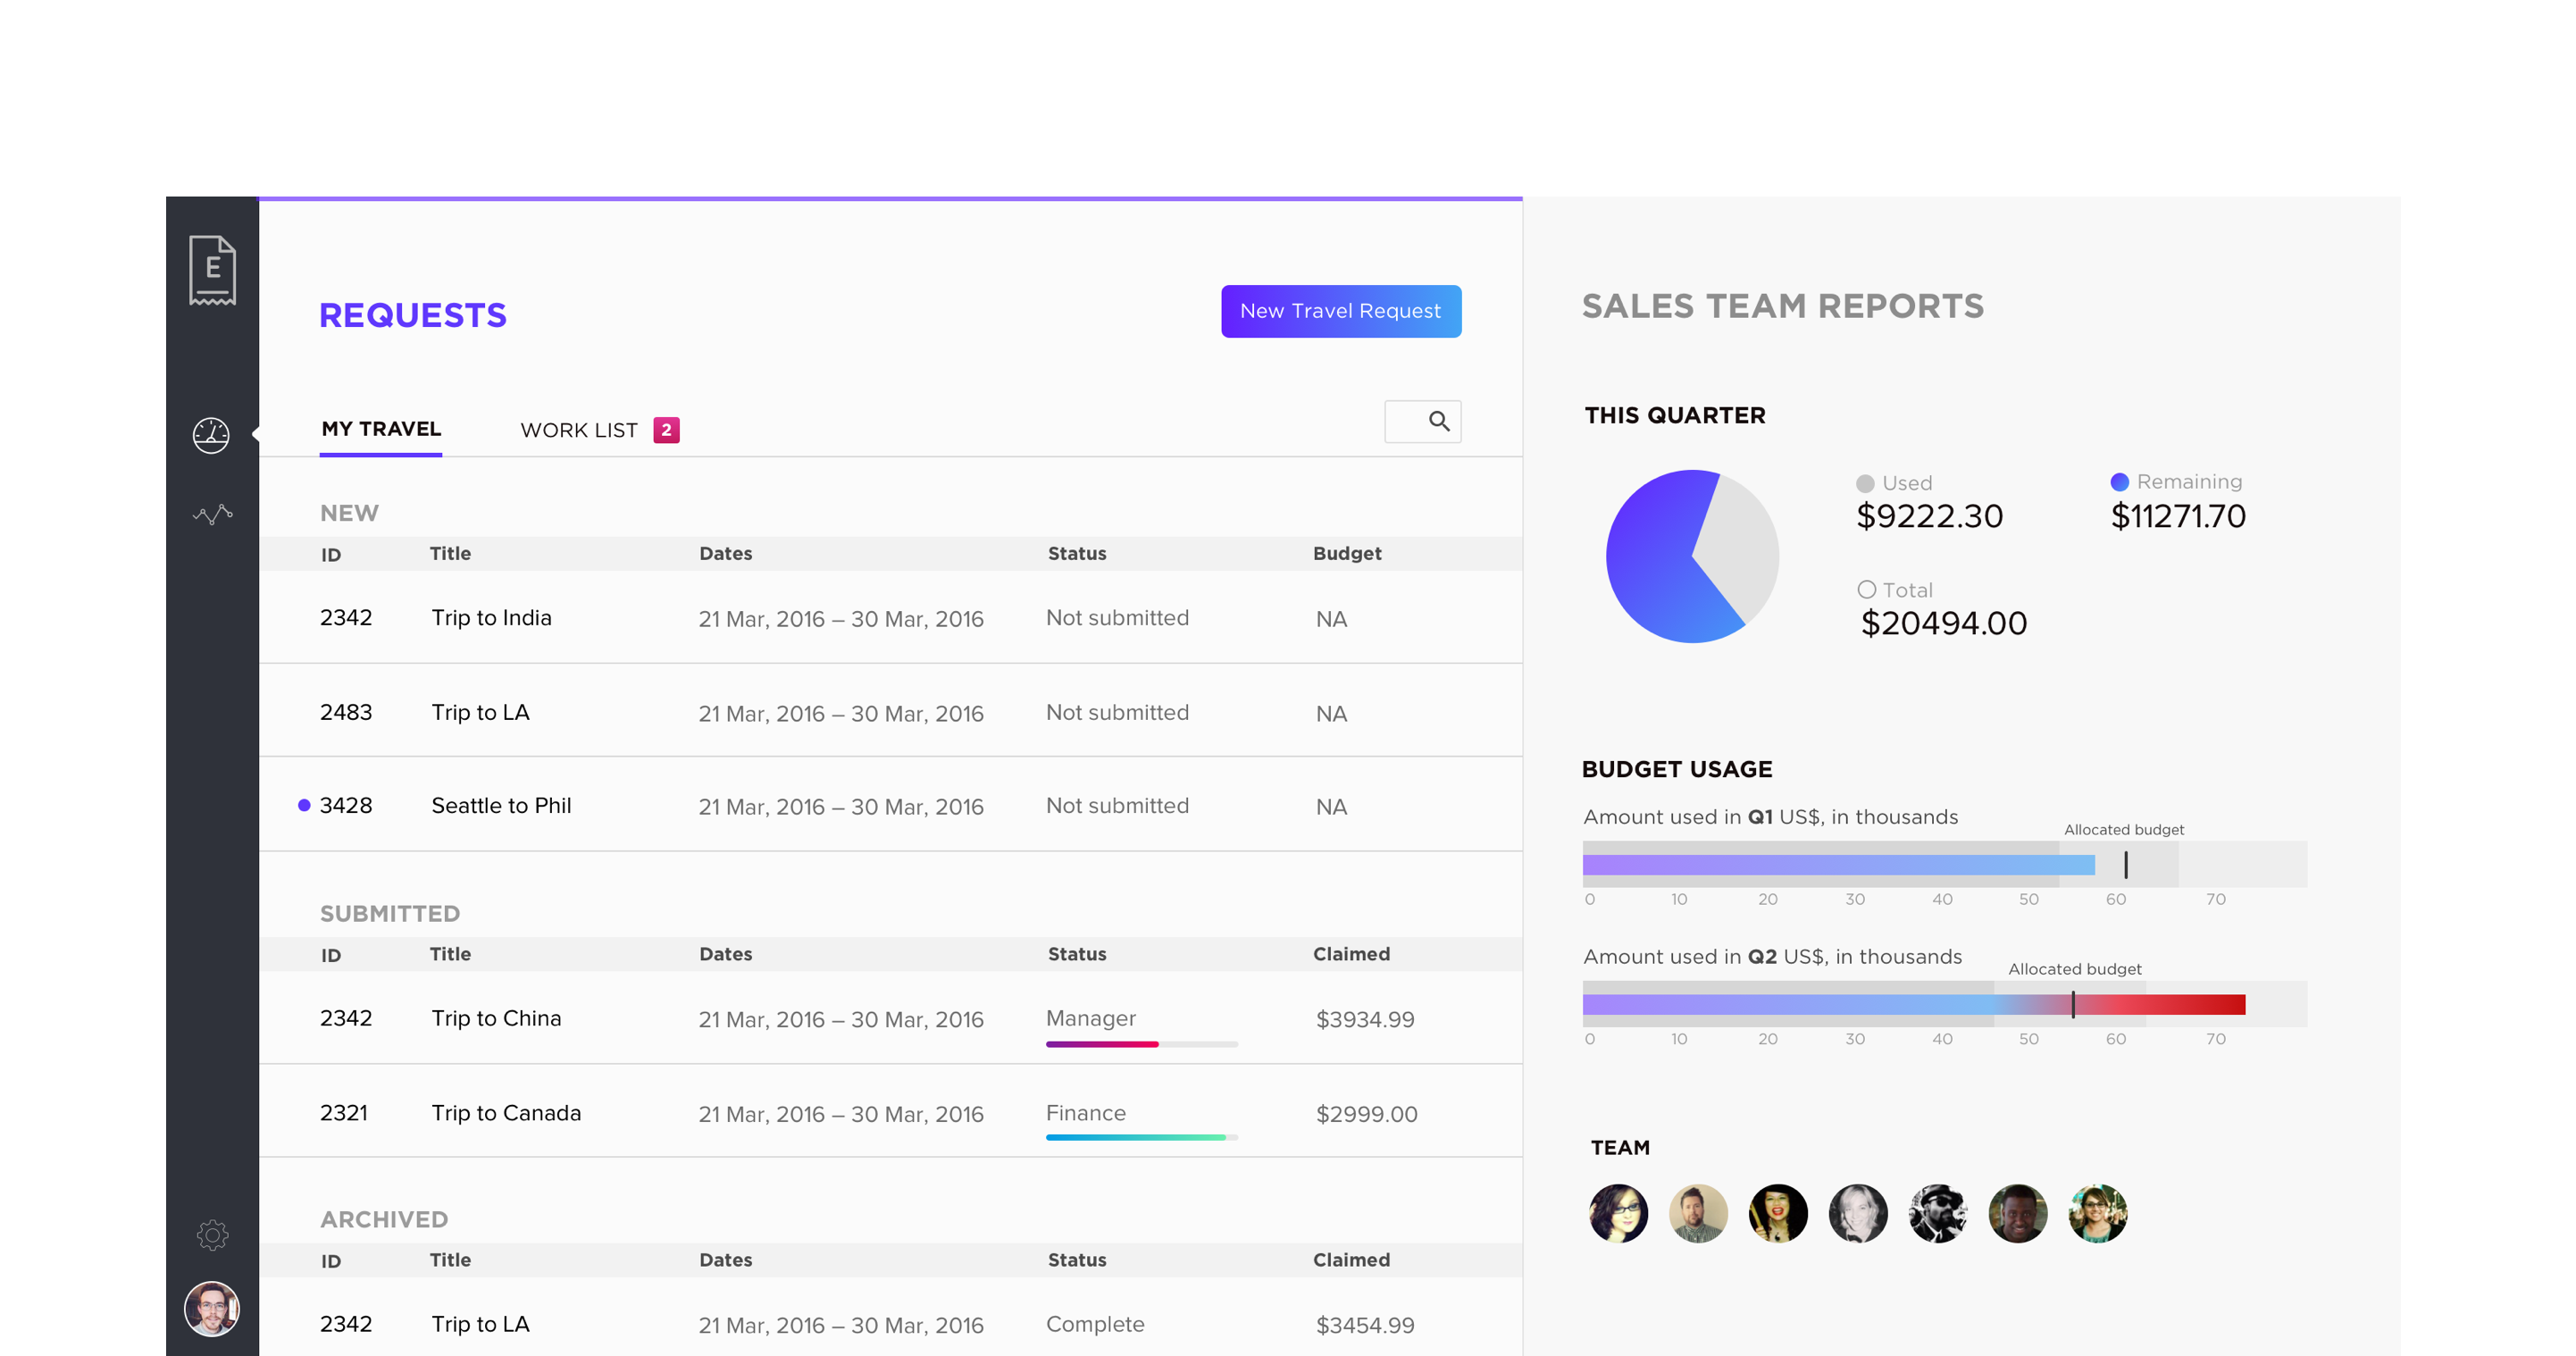 E
REQUESTS
New Travel Request
MY TRAVEL
WORK LIST 2
NEW
ID Title Dates Status Budget
2342 Trip to India 21 Mar, 2016 – 30 Mar, 2016 Not submitted NA
2483 Trip to LA 21 Mar, 2016 – 30 Mar, 2016 Not submitted NA
3428 Seattle to Phil 21 Mar, 2016 – 30 Mar, 2016 Not submitted NA
SUBMITTED
ID Title Dates Status Claimed
2342 Trip to China 21 Mar, 2016 – 30 Mar, 2016 Manager $3934.99
2321 Trip to Canada 21 Mar, 2016 – 30 Mar, 2016 Finance $2999.00
ARCHIVED
ID Title Dates Status Claimed
2342 Trip to LA 21 Mar, 2016 – 30 Mar, 2016 Complete $3454.99
SALES TEAM REPORTS
THIS QUARTER
Used
$9222.30
Remaining
$11271.70
Total
$20494.00
BUDGET USAGE
Amount used in Q1 US$, in thousands
Allocated budget
0 10 20 30 40 50 60 70
Amount used in Q2 US$, in thousands
Allocated budget
0 10 20 30 40 50 60 70
TEAM